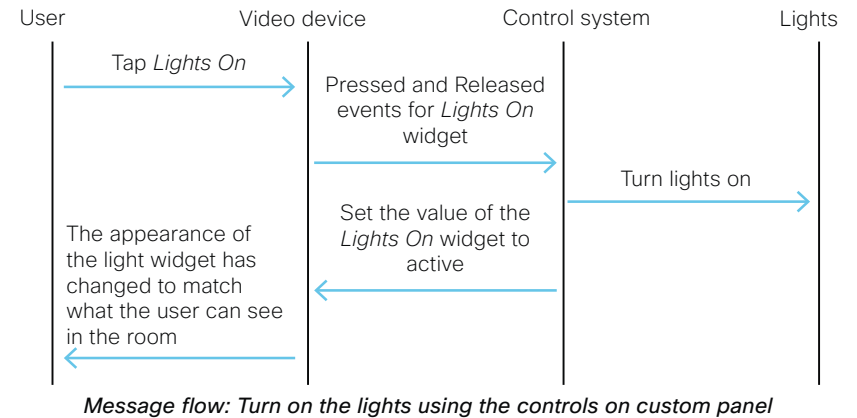 User Video device Control system Lights
Tap Lights On
Pressed and Released
events for Lights On
widget
Turn lights on
Set the value of the
Lights On widget to
active
The appearance of
the light widget has
changed to match
what the user can see
in the room
Message flow: Turn on the lights using the controls on custom panel